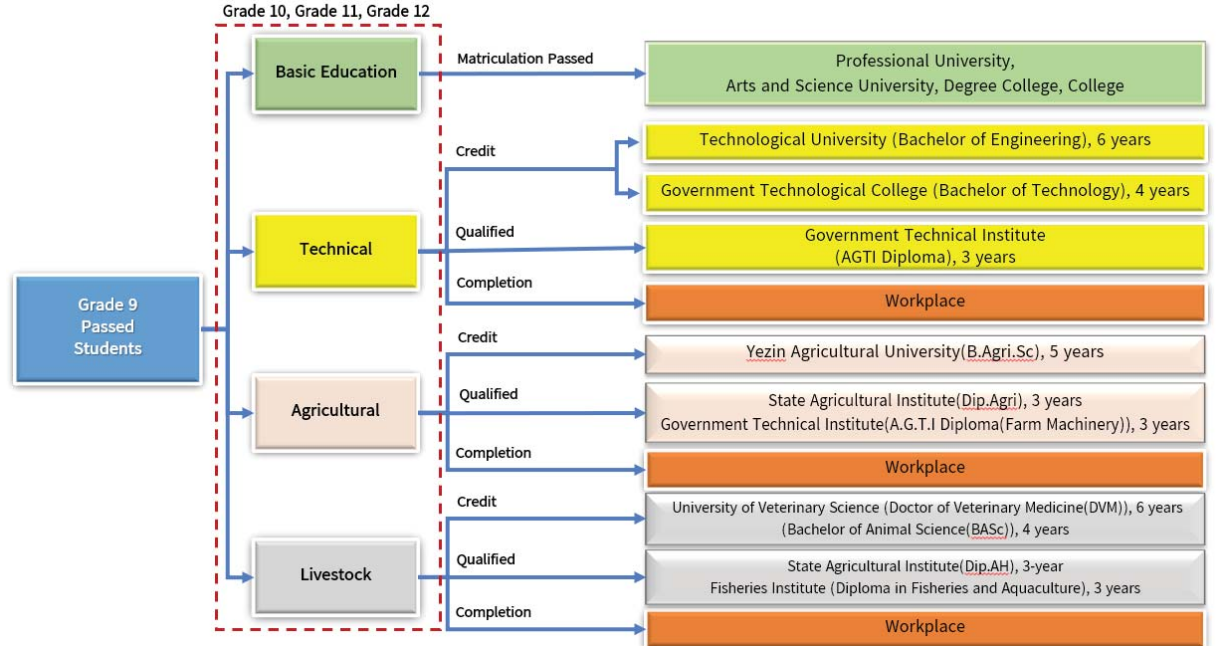 Grade 10, Grade 11, Grade 12
Grade 9
Passed
Students
Basic Education
Matriculation Passed
Professional University,
Arts and Science University, Degree College, College
Technical
Credit
Technological University (Bachelor of Engineering), 6 years
Government Technological College (Bachelor of Technology), 4 years
Qualified
Government Technical Institute
(AGTI Diploma), 3 years
Completion
Workplace
Agricultural
Credit
Yezin Agricultural University(B.Agri.Sc), 5 years
Qualified
State Agricultural Institute(Dip.Agri), 3 years
Government Technical Institute(A.G.T.I Diploma(Farm Machinery)), 3 years
Completion
Workplace
Livestock
Credit
University of Veterinary Science (Doctor of Veterinary Medicine(DVM)), 6 years
(Bachelor of Animal Science(BASc)), 4 years
Qualified
State Agricultural Institute(Dip.AH), 3-year
Fisheries Institute (Diploma in Fisheries and Aquaculture), 3 years
Completion
Workplace